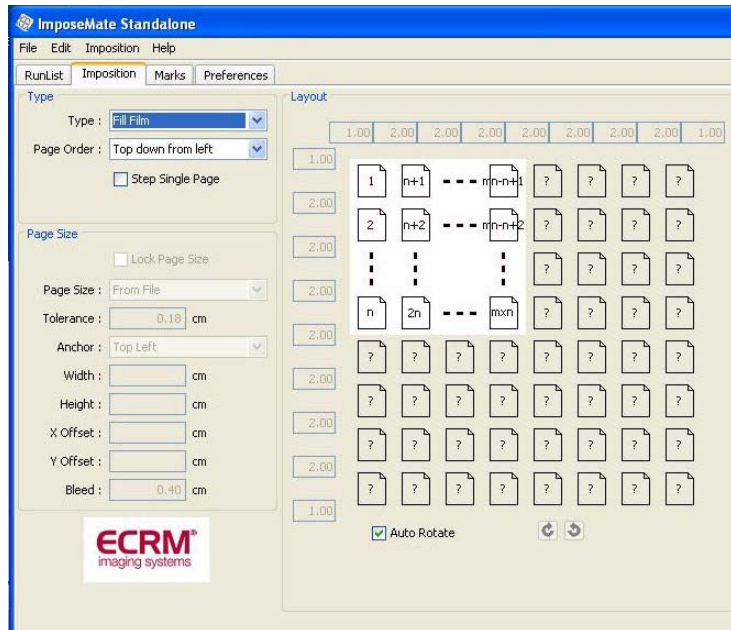 ImposeMate Standalone
File Edit Imposition Help
RunList Imposition Marks Preferences
Type
Type : Fill Film
Page Order : Top down from left
Step Single Page
Page Size
Lock Page Size
Page Size : From File
Tolerance : 0.18 cm
Anchor : Top Left
Width : cm
Height : cm
X Offset : cm
Y Offset : cm
Bleed : 0.40 cm
ECRM®
imaging systems
Layout
1.00 2.00 2.00 2.00 2.00 2.00 2.00 2.00 1.00
1.00
1 n+1 mn-n+1 ? ? ? ?
2.00
2 n+2 mn-n+2 ? ? ? ?
2.00
? ? ? ?
2.00
n 2n mxn ? ? ? ?
2.00
? ? ? ? ? ? ? ?
2.00
? ? ? ? ? ? ? ?
2.00
? ? ? ? ? ? ? ?
2.00
? ? ? ? ? ? ? ?
1.00
Auto Rotate